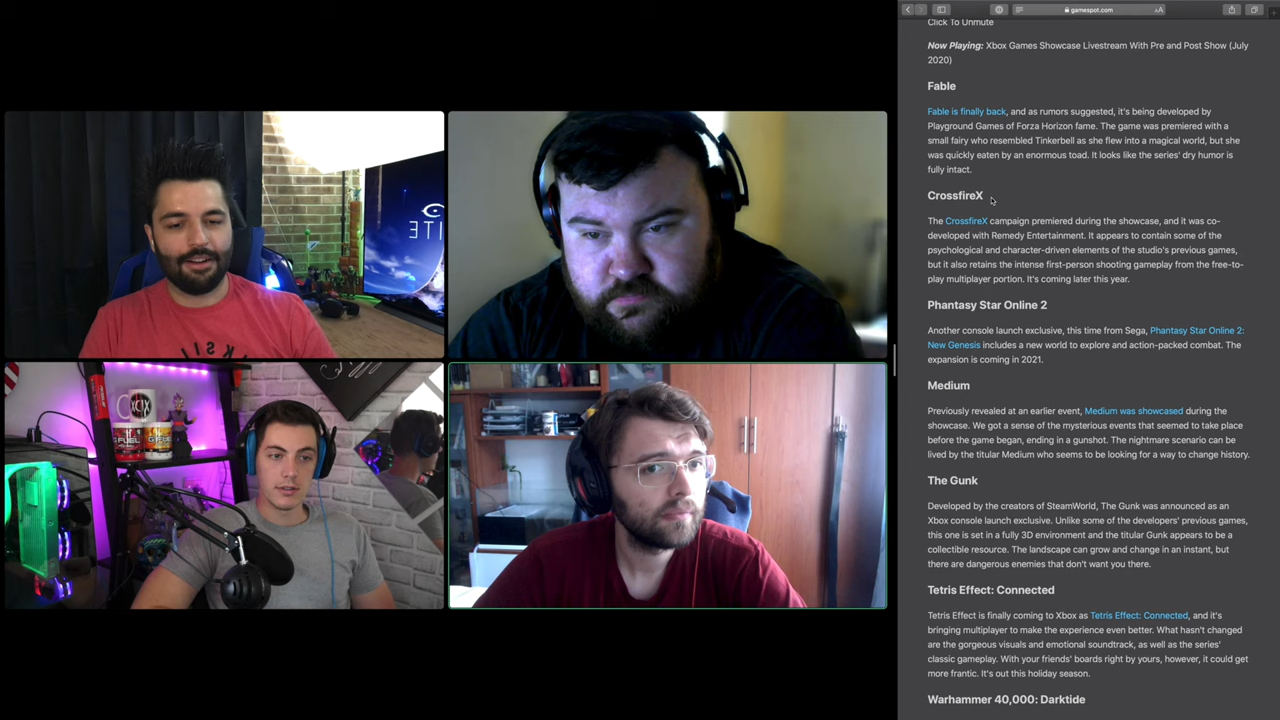 ITE
KSIL
CXCIX
G FUEL
G FUEL
gamespot.com
AA
Click To Unmute
Now Playing: Xbox Games Showcase Livestream With Pre and Post Show (July
2020)
Fable
Fable is finally back, and as rumors suggested, it's being developed by
Playground Games of Forza Horizon fame. The game was premiered with a
small fairy who resembled Tinkerbell as she flew into a magical world, but she
was quickly eaten by an enormous toad. It looks like the series' dry humor is
fully intact.
CrossfireX
The CrossfireX campaign premiered during the showcase, and it was co-
developed with Remedy Entertainment. It appears to contain some of the
psychological and character-driven elements of the studio's previous games,
but it also retains the intense first-person shooting gameplay from the free-to-
play multiplayer portion. It's coming later this year.
Phantasy Star Online 2
Another console launch exclusive, this time from Sega, Phantasy Star Online 2:
New Genesis includes a new world to explore and action-packed combat. The
expansion is coming in 2021.
Medium
Previously revealed at an earlier event, Medium was showcased during the
showcase. We got a sense of the mysterious events that seemed to take place
before the game began, ending in a gunshot. The nightmare scenario can be
lived by the titular Medium who seems to be looking for a way to change history.
The Gunk
Developed by the creators of SteamWorld, The Gunk was announced as an
Xbox console launch exclusive. Unlike some of the developers' previous games,
this one is set in a fully 3D environment and the titular Gunk appears to be a
collectible resource. The landscape can grow and change in an instant, but
there are dangerous enemies that don't want you there.
Tetris Effect: Connected
Tetris Effect is finally coming to Xbox as Tetris Effect: Connected, and it's
bringing multiplayer to make the experience even better. What hasn't changed
are the gorgeous visuals and emotional soundtrack, as well as the series'
classic gameplay. With your friends' boards right by yours, however, it could get
more frantic. It's out this holiday season.
Warhammer 40,000: Darktide